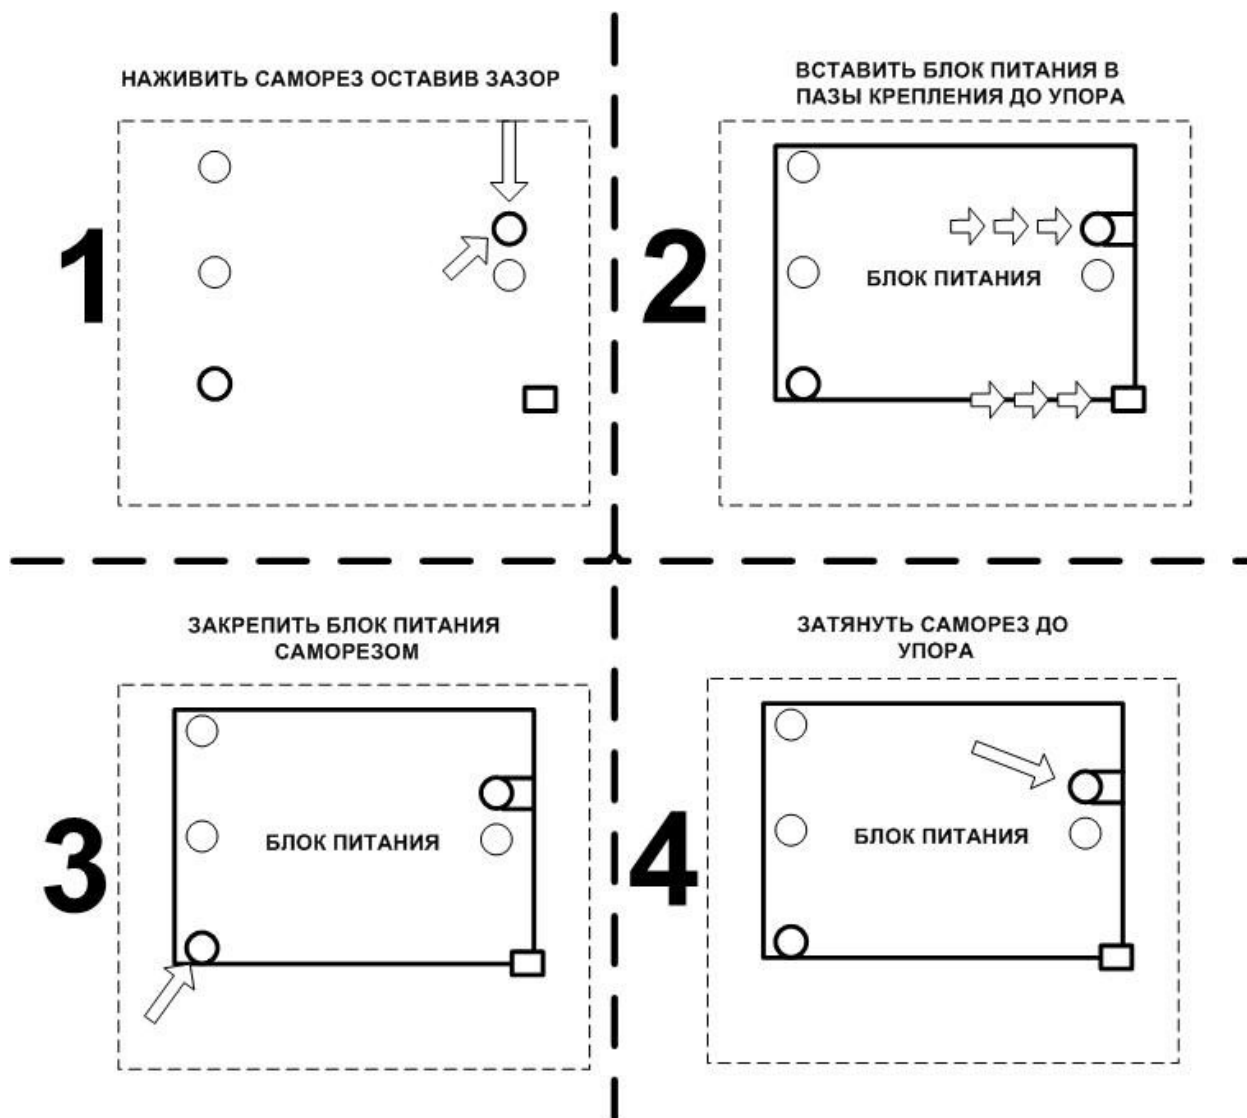 НАЖИВИТЬ САМОРЕЗ ОСТАВИВ ЗАЗОР
1
ВСТАВИТЬ БЛОК ПИТАНИЯ В
ПАЗЫ КРЕПЛЕНИЯ ДО УПОРА
2
БЛОК ПИТАНИЯ
ЗАКРЕПИТЬ БЛОК ПИТАНИЯ
САМОРЕЗОМ
3
БЛОК ПИТАНИЯ
ЗАТЯНУТЬ САМОРЕЗ ДО
УПОРА
4
БЛОК ПИТАНИЯ